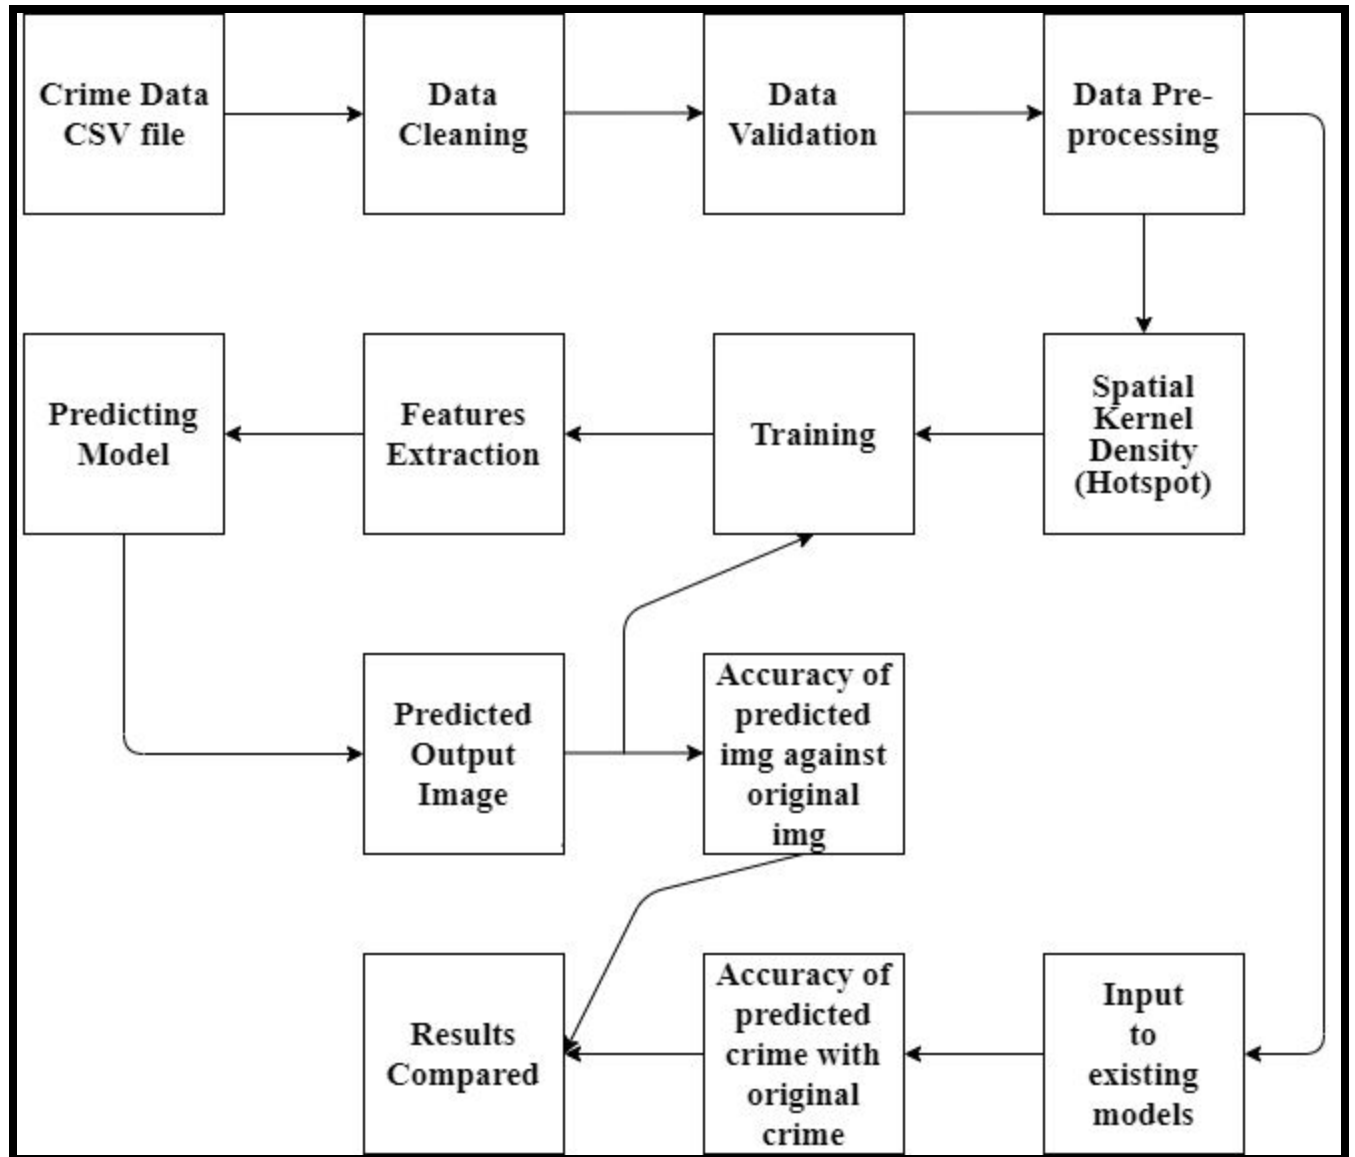 Crime Data
CSV file
Data
Cleaning
Data
Validation
Data Pre-
processing
Predicting
Model
Features
Extraction
Training
Spatial
Kernel
Density
(Hotspot)
Predicted
Output
Image
Accuracy of
predicted
img against
original
img
Results
Compared
Accuracy of
predicted
crime with
original
crime
Input
to
existing
models